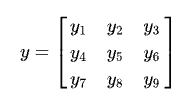 y = [ y₁ y₂ y₃
y₄ y₅ y₆
y₇ y₈ y₉ ]